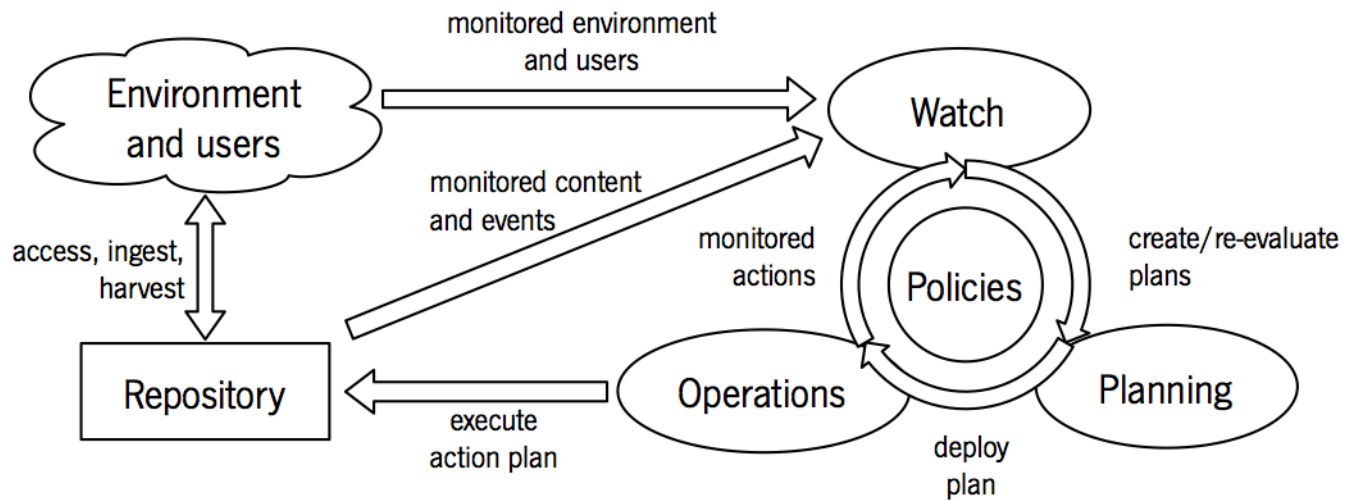 monitored environment
and users
Environment
and users
Watch
monitored content
and events
access, ingest,
harvest
monitored
actions
Policies
create/re-evaluate
plans
Repository
execute
action plan
Operations
Planning
deploy
plan